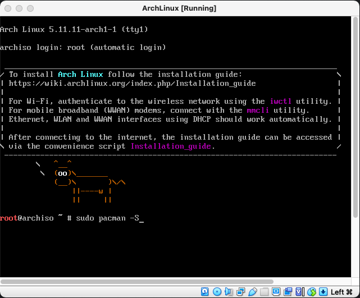 ArchLinux [Running]
Arch Linux 5.11.11-arch1-1 (tty1)
archiso login: root (automatic login)
To install Arch Linux follow the installation guide:
https://wiki.archlinux.org/index.php/Installation_guide
For Wi-Fi, authenticate to the wireless network using the iwctl utility.
For mobile broadband (WWAN) modems, connect with the mmcli utility.
Ethernet, WLAN and WWAN interfaces using DHCP should work automatically.
After connecting to the internet, the installation guide can be accessed
via the convenience script Installation_guide.
root@archiso ~ # sudo pacman -S_
Left ⌘